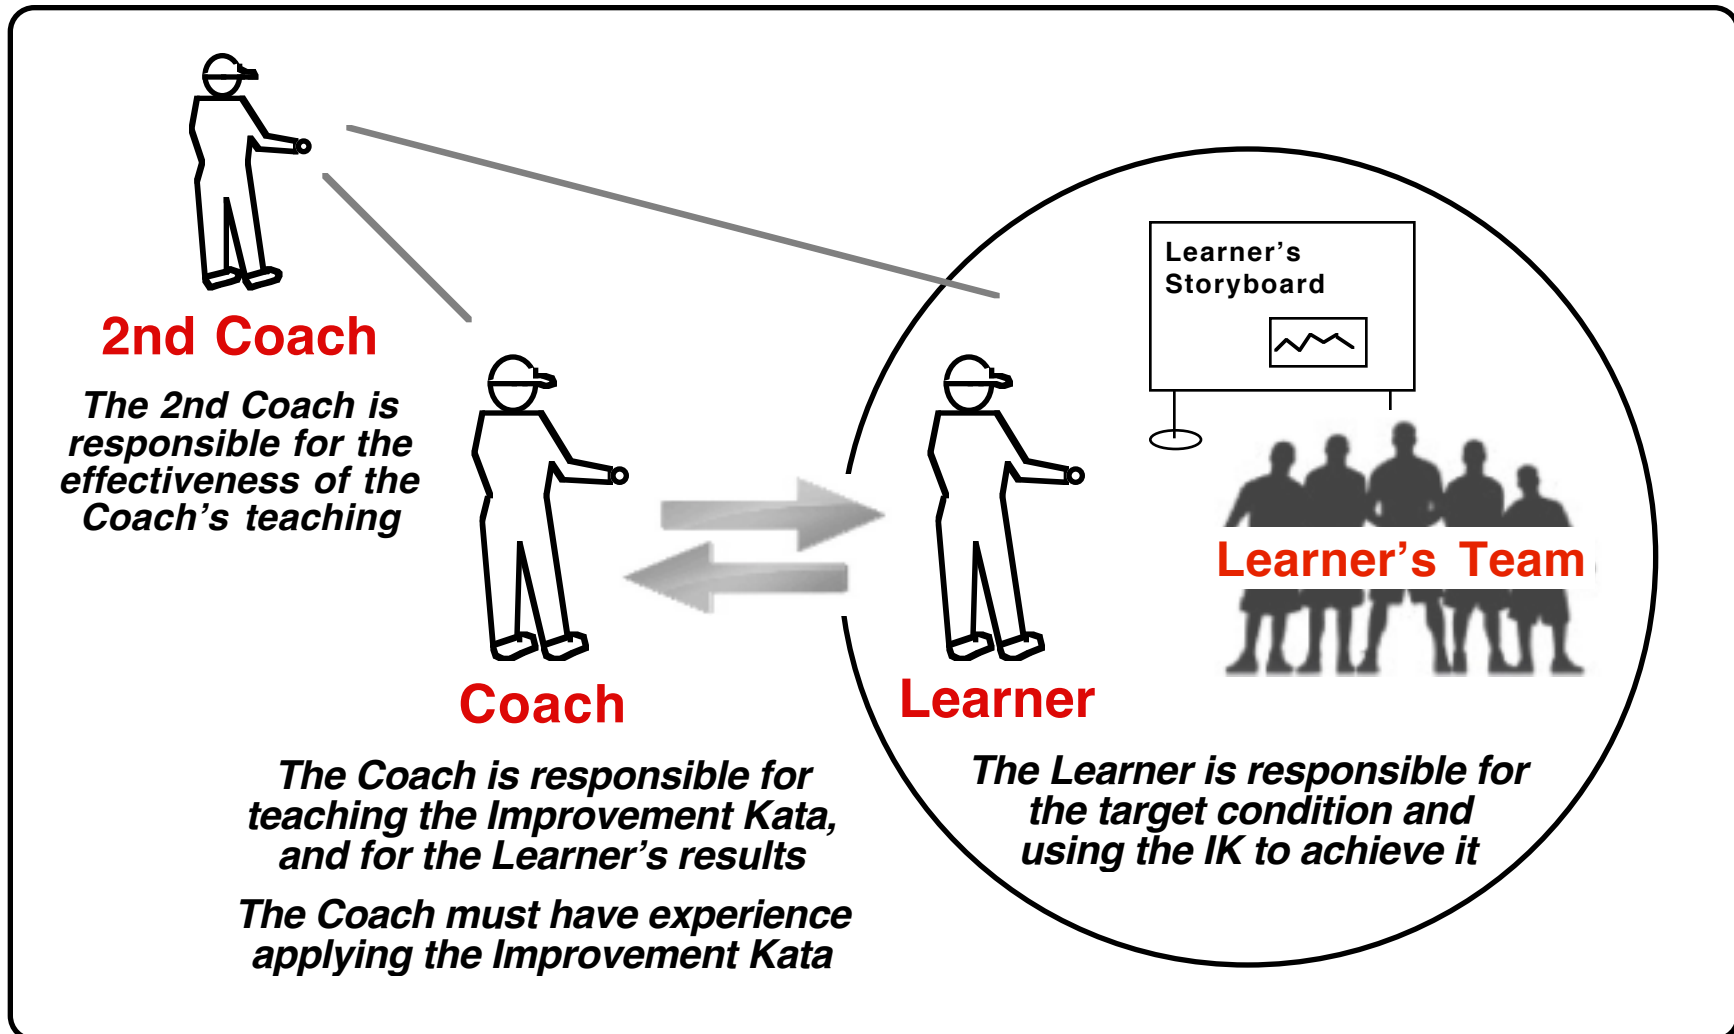 2nd Coach
The 2nd Coach is
responsible for the
effectiveness of the
Coach's teaching
Coach
The Coach is responsible for
teaching the Improvement Kata,
and for the Learner's results
The Coach must have experience
applying the Improvement Kata
Learner's
Storyboard
Learner's Team
Learner
The Learner is responsible for
the target condition and
using the IK to achieve it